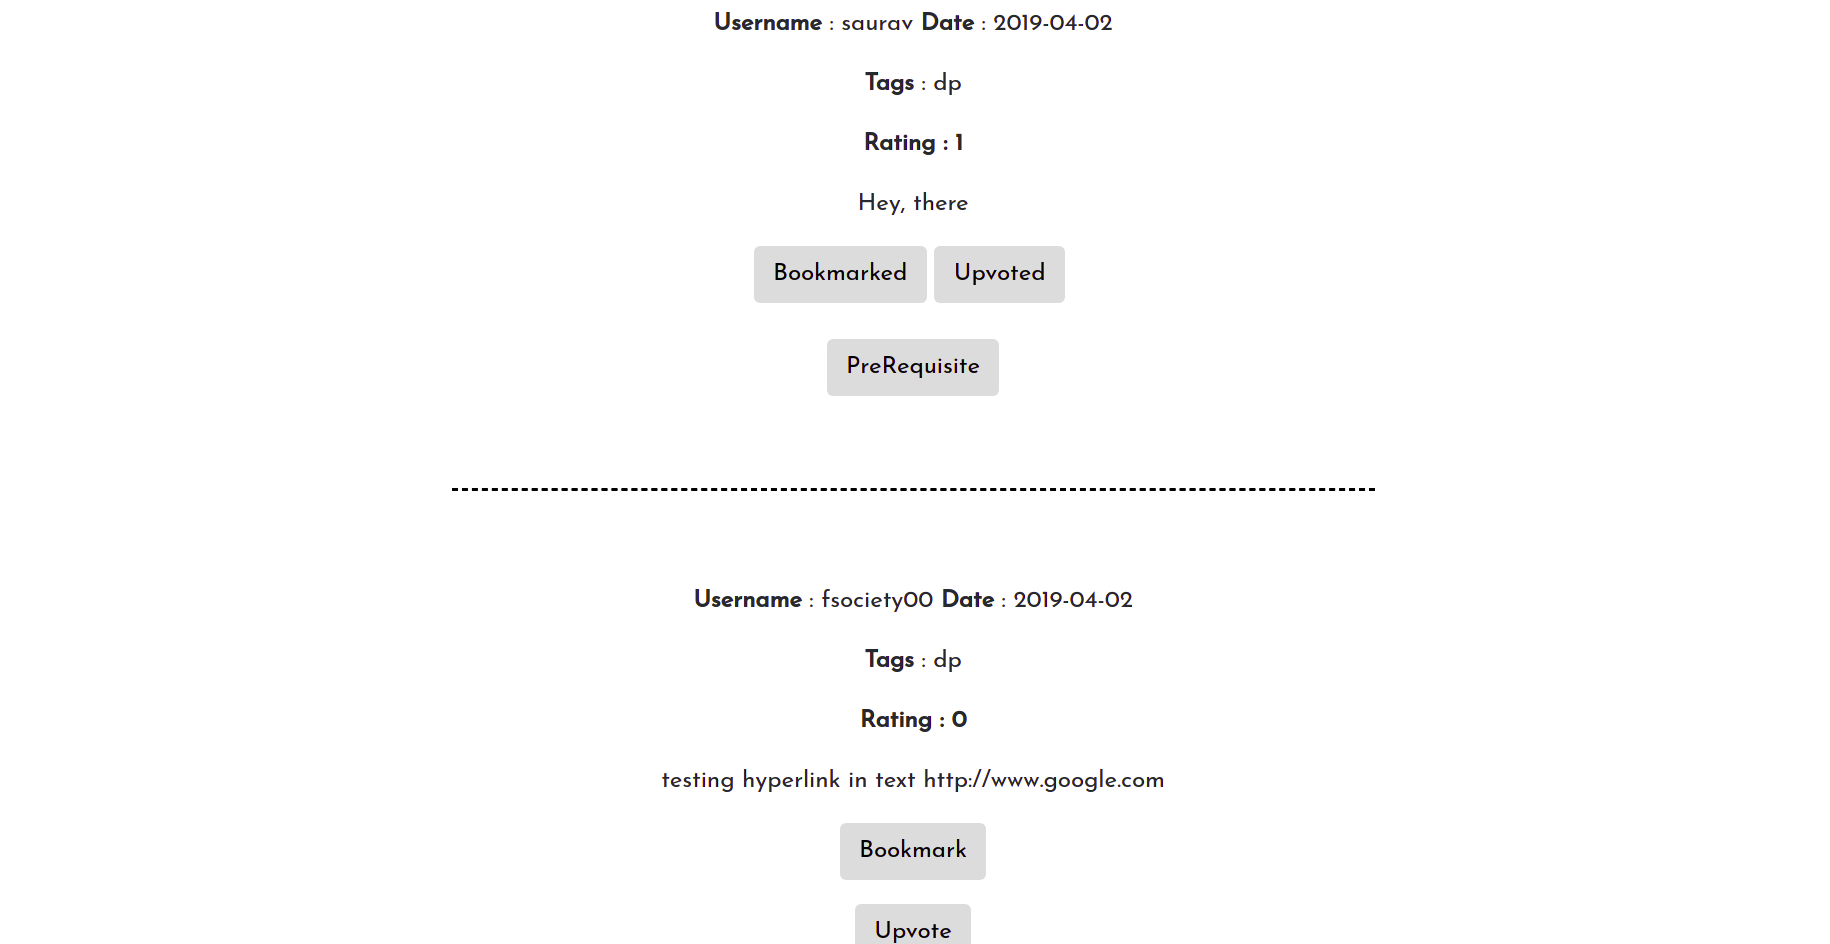 Username : saurav Date : 2019-04-02
Tags : dp
Rating : 1
Hey, there
Bookmarked Upvoted
PreRequisite
Username : fsociety00 Date : 2019-04-02
Tags : dp
Rating : 0
testing hyperlink in text http://www.google.com
Bookmark
Upvote